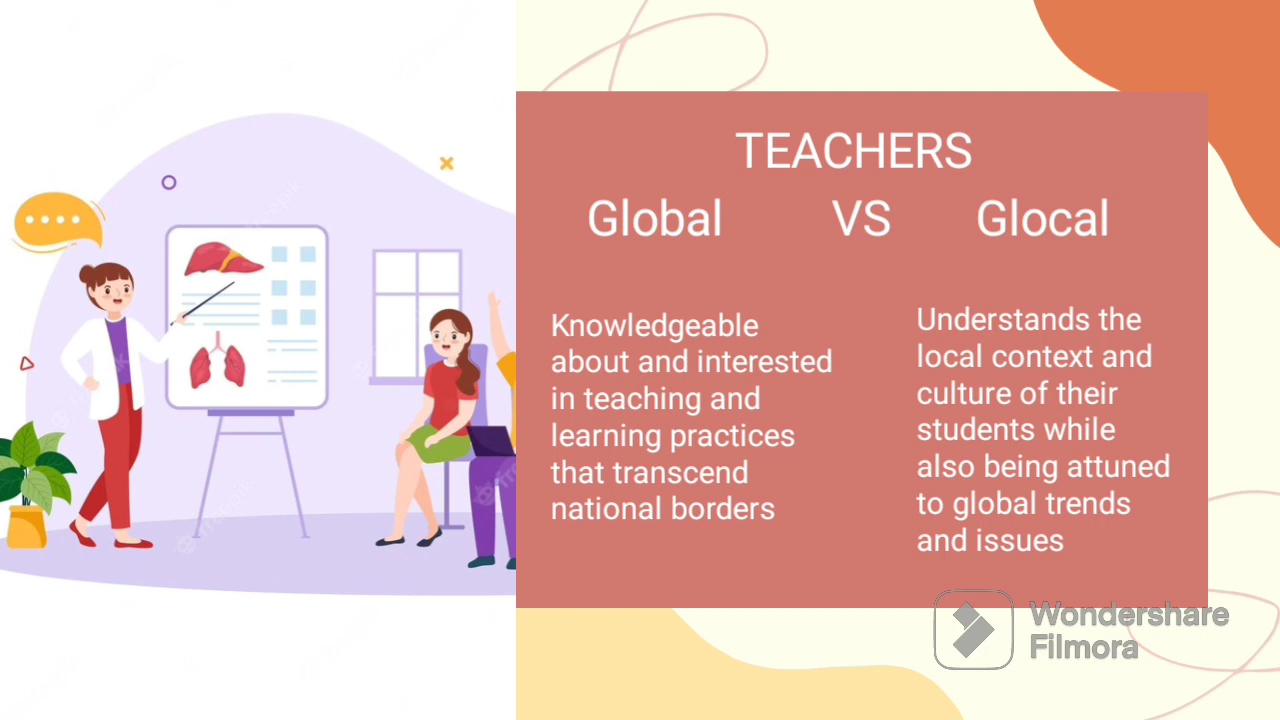 TEACHERS
Global VS Glocal
Knowledgeable
about and interested
in teaching and
learning practices
that transcend
national borders
Understands the
local context and
culture of their
students while
also being attuned
to global trends
and issues
Wondershare
Filmora